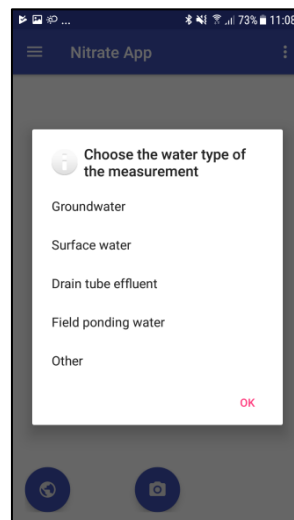 ... 73% 11:08
Nitrate App
Choose the water type of
the measurement
Groundwater
Surface water
Drain tube effluent
Field ponding water
Other
OK